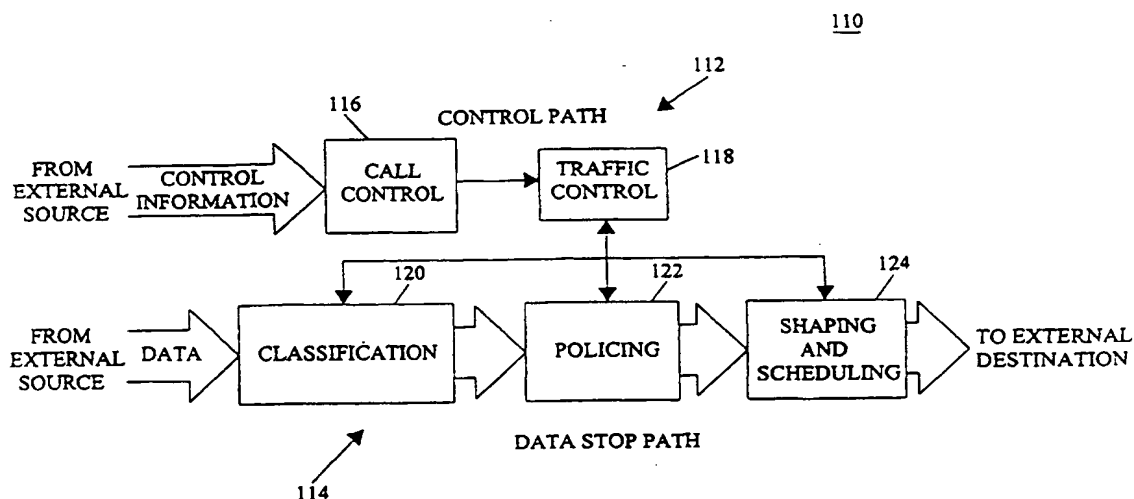 110
112
116
CONTROL PATH
FROM
EXTERNAL
SOURCE
CONTROL
INFORMATION
CALL
CONTROL
TRAFFIC
CONTROL
118
120
122
124
FROM
EXTERNAL
SOURCE
DATA
CLASSIFICATION
POLICING
SHAPING
AND
SCHEDULING
TO EXTERNAL
DESTINATION
DATA STOP PATH
114